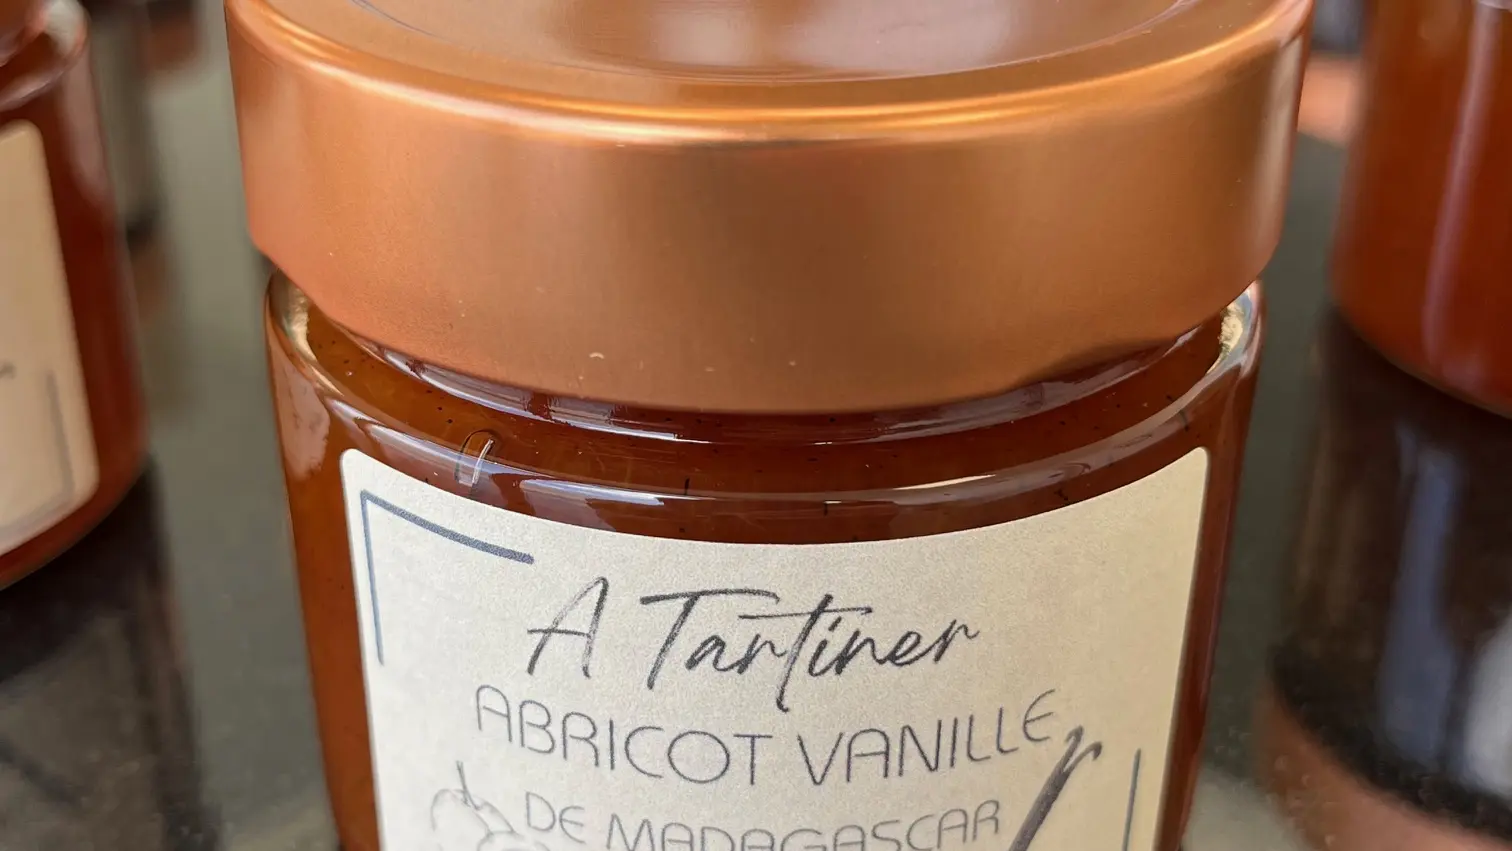 A Tartiner
ABRICOT VANILLE
DE MADAGASCAR